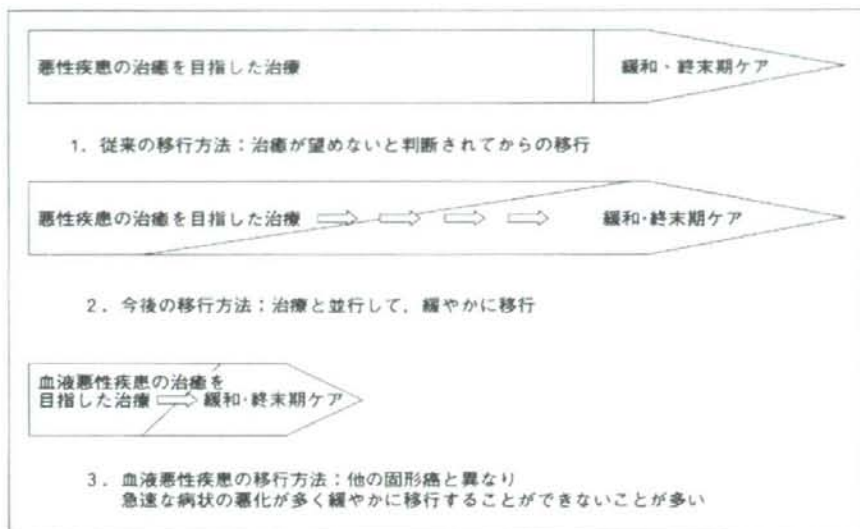 悪性疾患の治癒を目指した治療
緩和・終末期ケア
1．従来の移行方法：治癒が望めないと判断されてからの移行
悪性疾患の治癒を目指した治療
緩和・終末期ケア
2．今後の移行方法：治療と並行して，緩やかに移行
血液悪性疾患の治癒を
目指した治療
緩和・終末期ケア
3．血液悪性疾患の移行方法：他の固形癌と異なり
急速な病状の悪化が多く緩やかに移行することができないことが多い